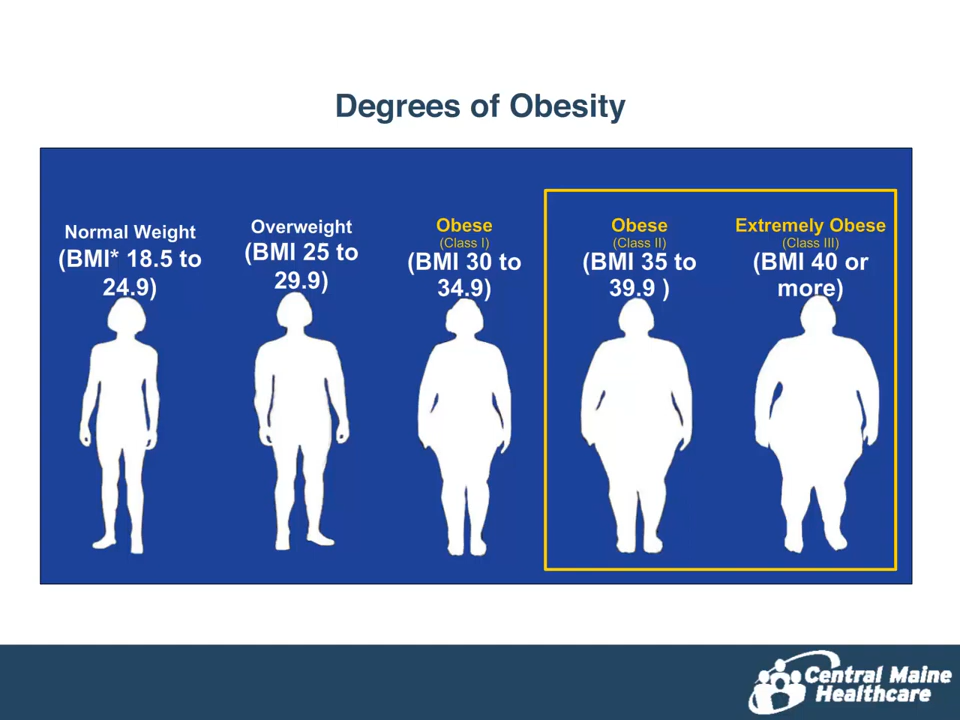 Degrees of Obesity
Normal Weight
(BMI* 18.5 to
24.9)
Overweight
(BMI 25 to
29.9)
Obese
(Class I)
(BMI 30 to
34.9)
Obese
(Class II)
(BMI 35 to
39.9 )
Extremely Obese
(Class III)
(BMI 40 or
more)
Central Maine
Healthcare